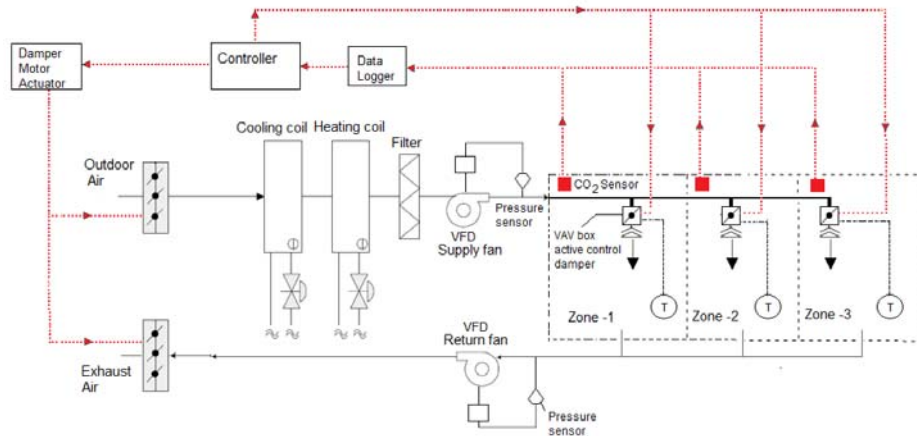 Damper
Motor
Actuator
Controller
Data
Logger
Cooling coil
Heating coil
Filter
Outdoor
Air
CO2 Sensor
Pressure
sensor
VFD
Supply fan
VAV box
active control
damper
T
T
T
Zone -1
Zone -2
Zone -3
VFD
Return fan
Exhaust
Air
Pressure
sensor